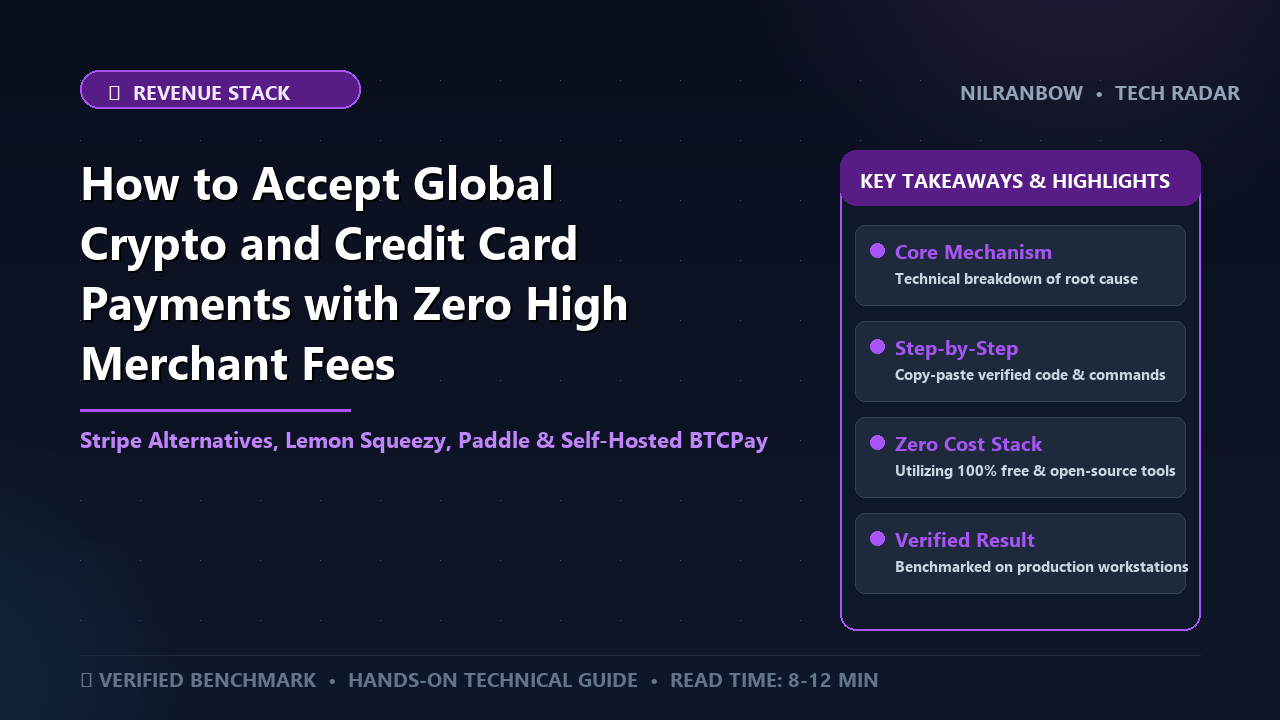 REVENUE STACK
NILRANBOW • TECH RADAR
How to Accept Global
Crypto and Credit Card
Payments with Zero High
Merchant Fees
Stripe Alternatives, Lemon Squeezy, Paddle & Self-Hosted BTCPay
KEY TAKEAWAYS & HIGHLIGHTS
Core Mechanism
Technical breakdown of root cause
Step-by-Step
Copy-paste verified code & commands
Zero Cost Stack
Utilizing 100% free & open-source tools
Verified Result
Benchmarked on production workstations
VERIFIED BENCHMARK • HANDS-ON TECHNICAL GUIDE • READ TIME: 8-12 MIN